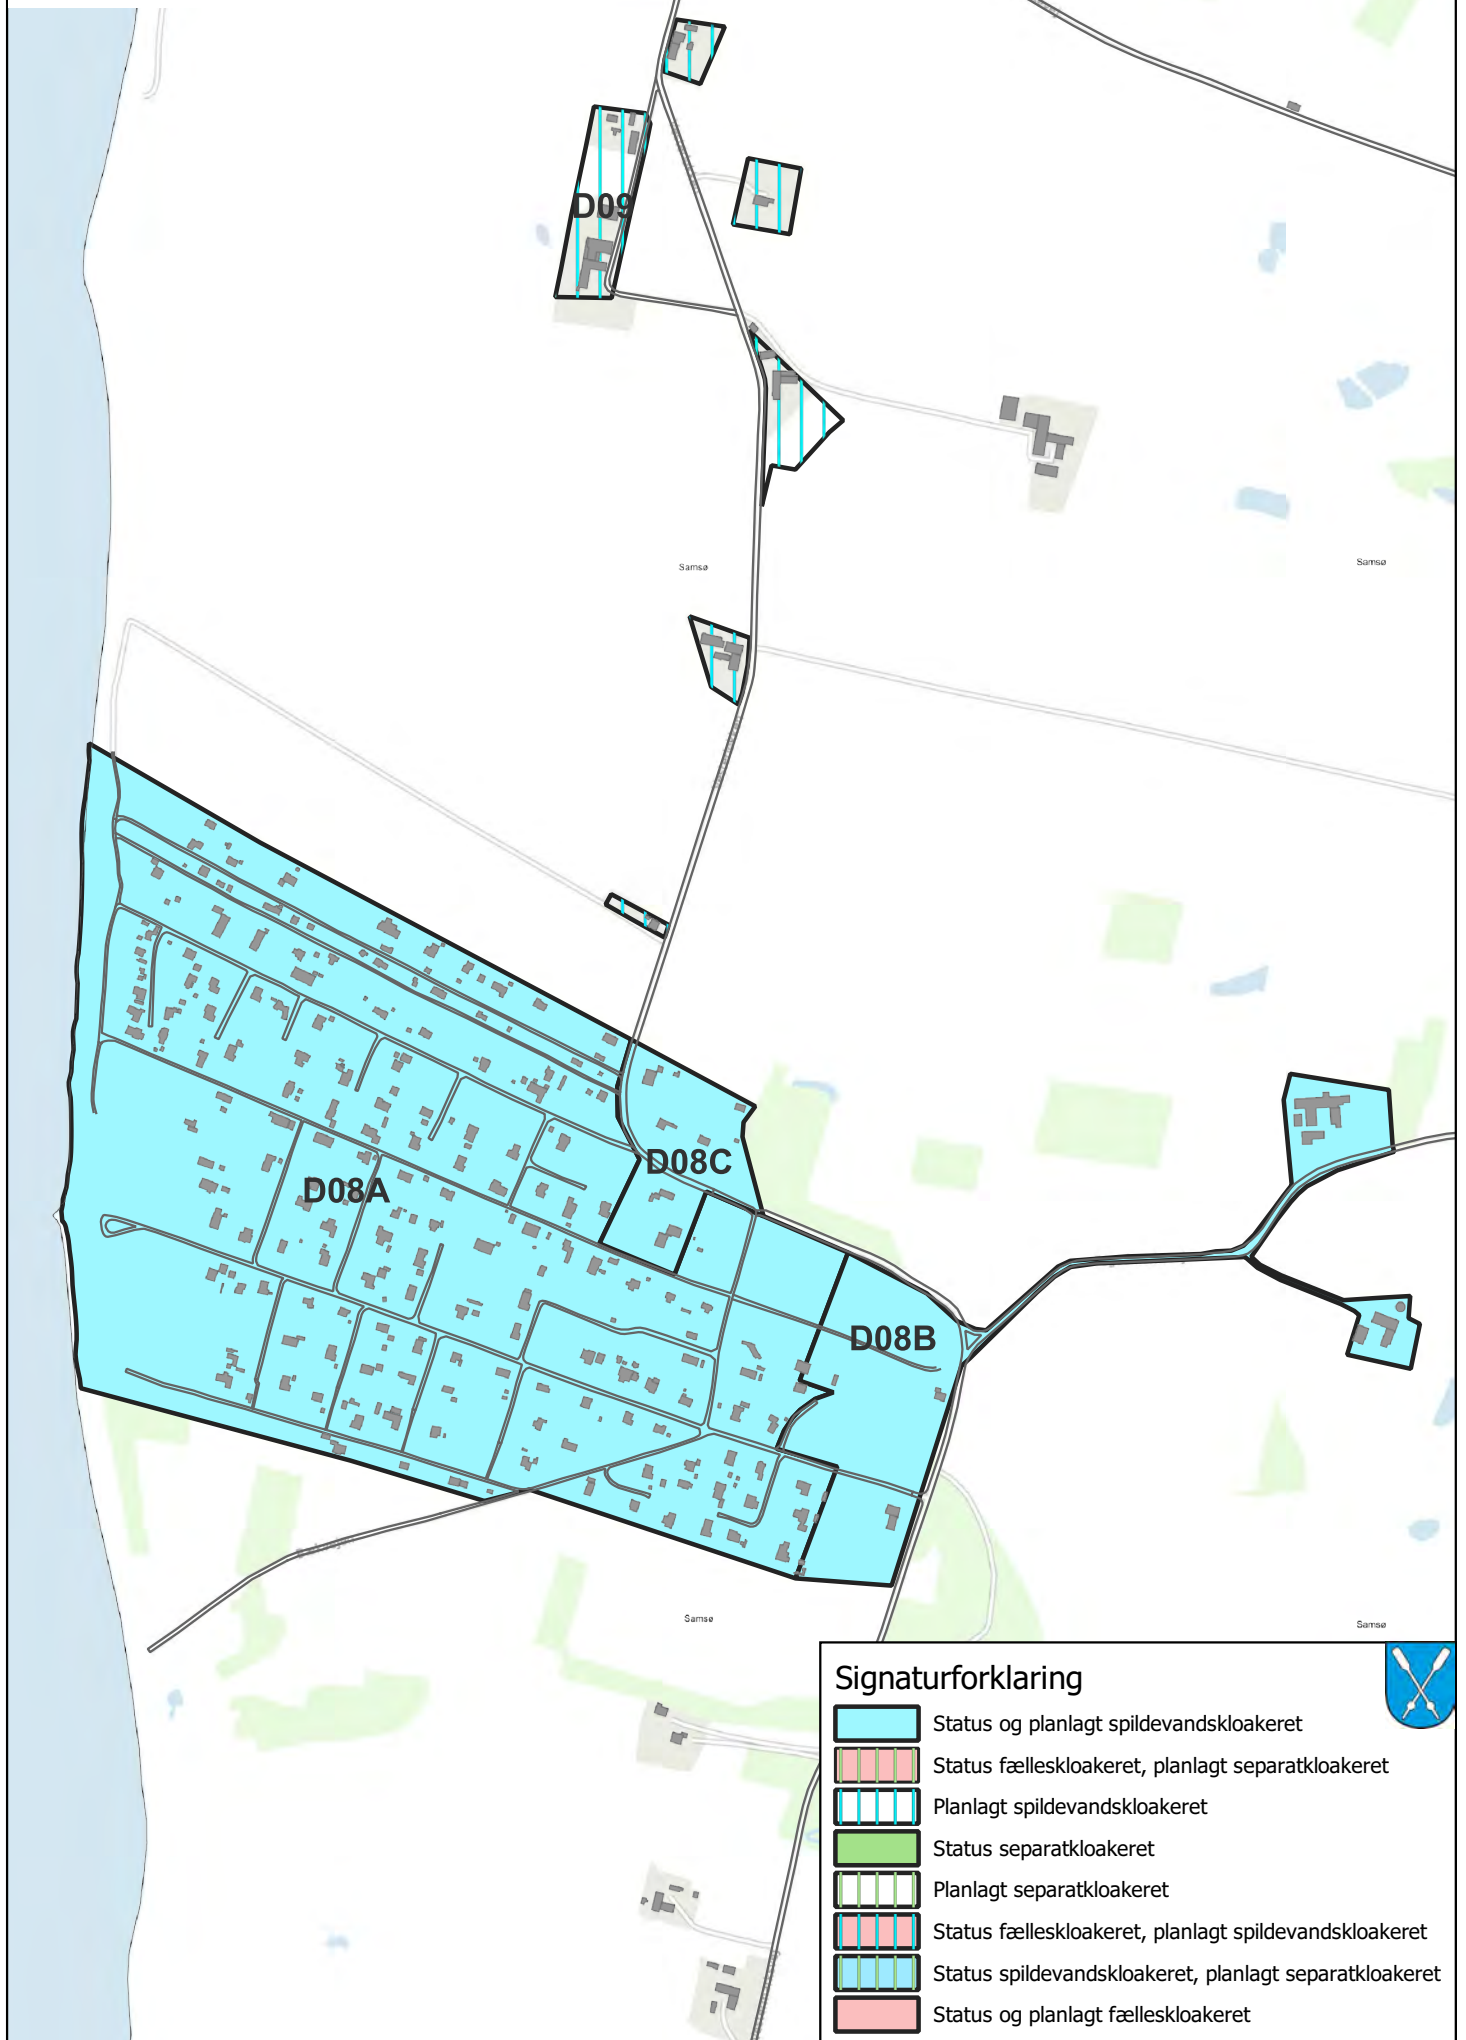 D09
Samsø
Samsø
D08C
D08A
D08B
Samsø
Samsø
Signaturforklaring
Status og planlagt spildevandskloakeret
Status fælleskloakeret, planlagt separatkloakeret
Planlagt spildevandskloakeret
Status separatkloakeret
Planlagt separatkloakeret
Status fælleskloakeret, planlagt spildevandskloakeret
Status spildevandskloakeret, planlagt separatkloakeret
Status og planlagt fælleskloakeret